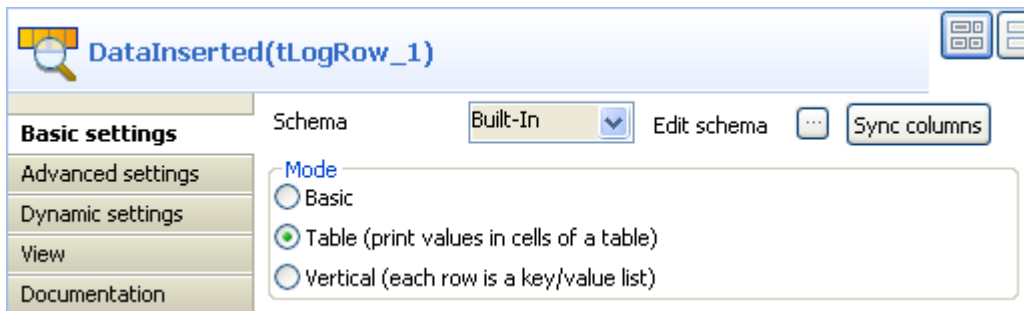 DataInserted(tLogRow_1)
Basic settings
Advanced settings
Dynamic settings
View
Documentation
Schema Built-In Edit schema ... Sync columns
Mode
Basic
Table (print values in cells of a table)
Vertical (each row is a key/value list)